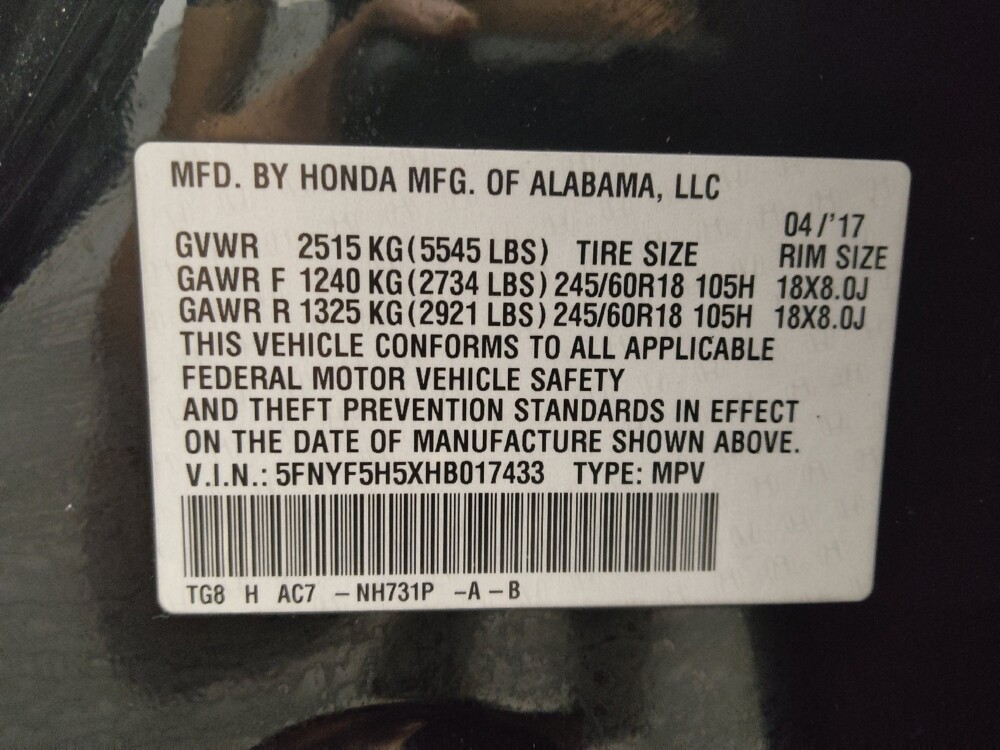 MFD. BY HONDA MFG. OF ALABAMA, LLC
04/'17
GVWR 2515 KG (5545 LBS) TIRE SIZE RIM SIZE
GAWR F 1240 KG (2734 LBS) 245/60R18 105H 18X8.0J
GAWR R 1325 KG (2921 LBS) 245/60R18 105H 18X8.0J
THIS VEHICLE CONFORMS TO ALL APPLICABLE
FEDERAL MOTOR VEHICLE SAFETY
AND THEFT PREVENTION STANDARDS IN EFFECT
ON THE DATE OF MANUFACTURE SHOWN ABOVE.
V.I.N.: 5FNYF5H5XHB017433 TYPE: MPV
TG8 H AC7 – NH731P – A – B